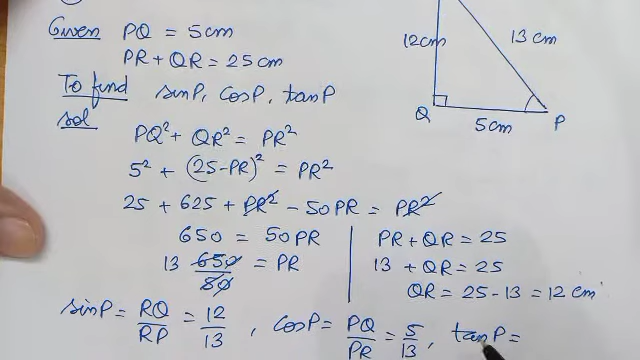 Given PQ = 5cm
PR + QR = 25cm
To find sinP, cosP, tanP
sol
PQ² + QR² = PR²
5² + (25-PR)² = PR²
25 + 625 + PR² - 50PR = PR²
650 = 50PR
13 650/50 = PR
PR + QR = 25
13 + QR = 25
QR = 25 - 13 = 12 cm
sinP = RQ/RP = 12/13 , cosP = PQ/PR = 5/13 , tanP =
12cm
13 cm
Q
5cm
P